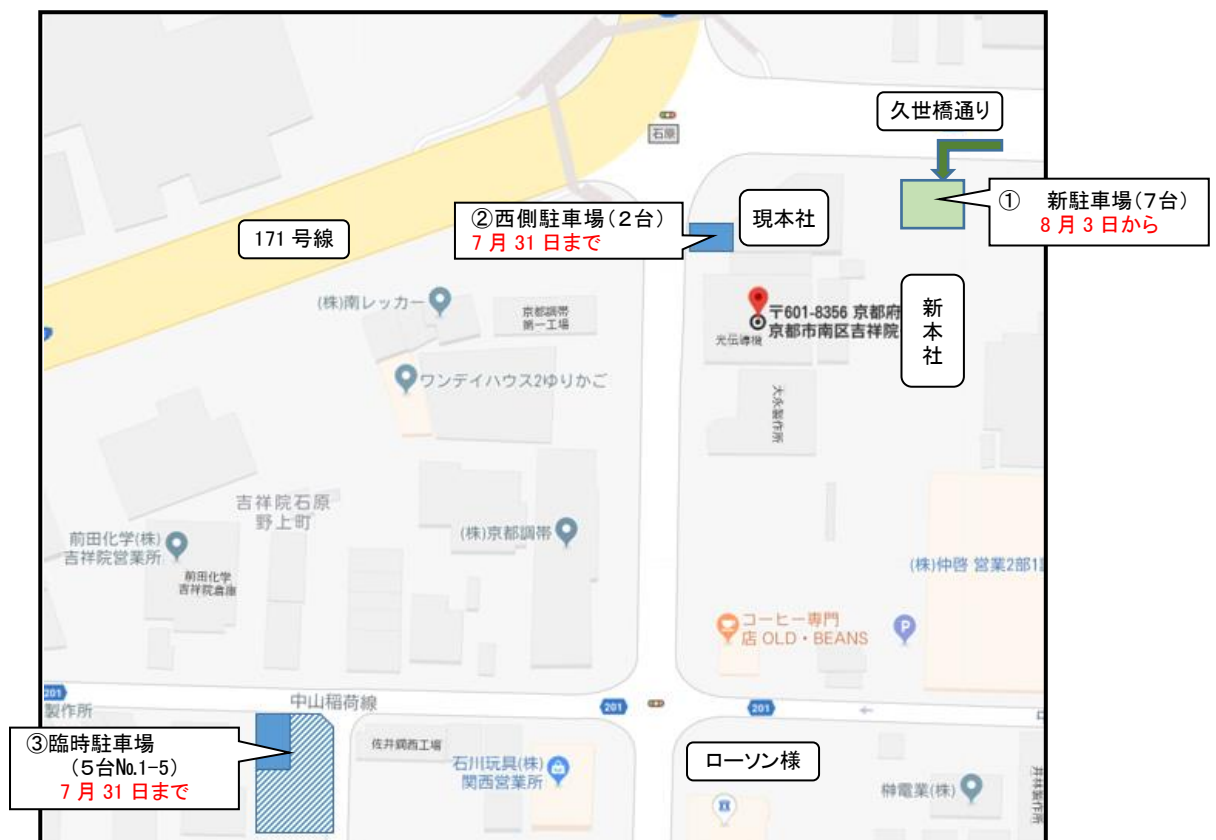 久世橋通り
石原
① 新駐車場(7台)
8月3日から
②西側駐車場(2台)
7月31日まで
現本社
171号線
(株)南レッカー
京都調帯
第一工場
〒601-8356 京都府
京都市南区吉祥院
光伝導機
新
本
社
ワンデイハウス2ゆりかご
大永製作所
吉祥院石原
野上町
(株)京都調帯
前田化学(株)
吉祥院営業所
前田化学
吉祥院倉庫
(株)仲啓 営業2部1
コーヒー専門
店 OLD・BEANS
P
201
製作所
中山稲荷線
201
201
③臨時駐車場
(5台№1-5)
7月31日まで
佐井鋼西工場
石川玩具(株)
関西営業所
ローソン様
榊電業(株)
井林製作所